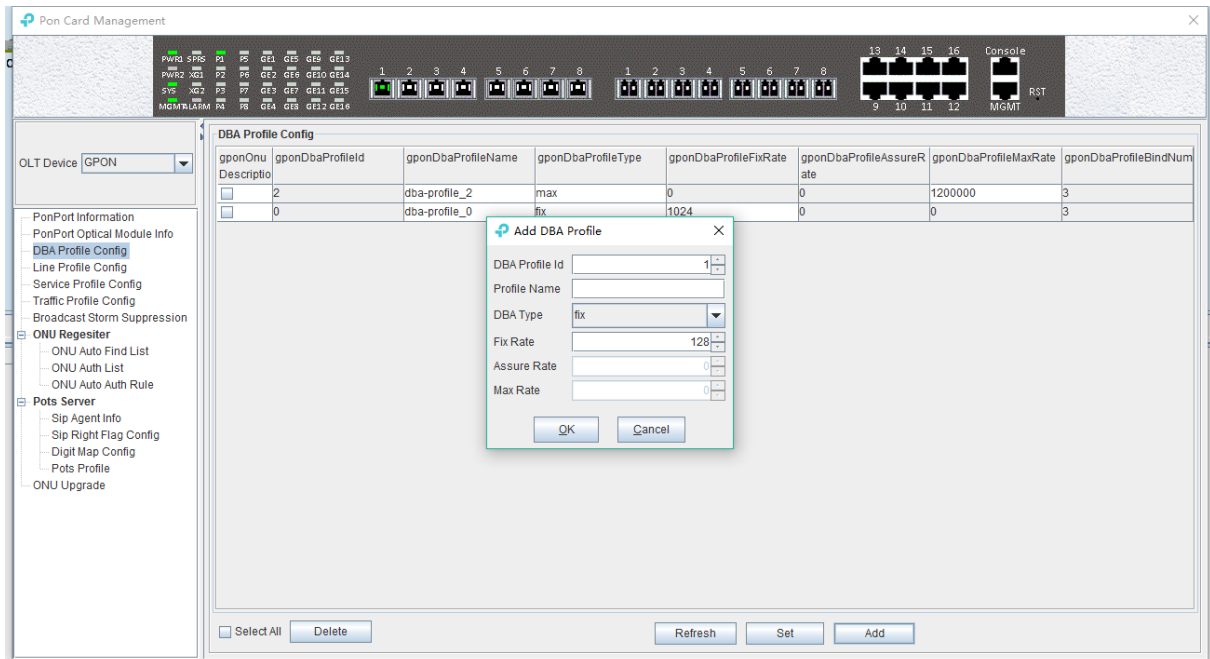 Pon Card Management
PWR1 SPR5 P1 P5 GE1 GE5 GE9 GE13
PWR2 XG1 P2 P6 GE2 GE6 GE10 GE14
SYS XG2 P3 P7 GE3 GE7 GE11 GE15
MGMT ALARM P4 P8 GE4 GE8 GE12 GE16
1 2 3 4 5 6 7 8 1 2 3 4 5 6 7 8
13 14 15 16 Console
9 10 11 12 MGMT RST
OLT Device GPON
PonPort Information
PonPort Optical Module Info
DBA Profile Config
Line Profile Config
Service Profile Config
Traffic Profile Config
Broadcast Storm Suppression
ONU Regesiter
ONU Auto Find List
ONU Auth List
ONU Auto Auth Rule
Pots Server
Sip Agent Info
Sip Right Flag Config
Digit Map Config
Pots Profile
ONU Upgrade
DBA Profile Config
gponOnu Descriptio gponDbaProfileId gponDbaProfileName gponDbaProfileType gponDbaProfileFixRate gponDbaProfileAssureRate gponDbaProfileMaxRate gponDbaProfileBindNum
2 dba-profile_2 max 0 0 1200000 3
0 dba-profile_0 fix 1024 0 0 3
Add DBA Profile
DBA Profile Id 1
Profile Name
DBA Type fix
Fix Rate 128
Assure Rate 0
Max Rate 0
OK Cancel
Select All Delete Refresh Set Add